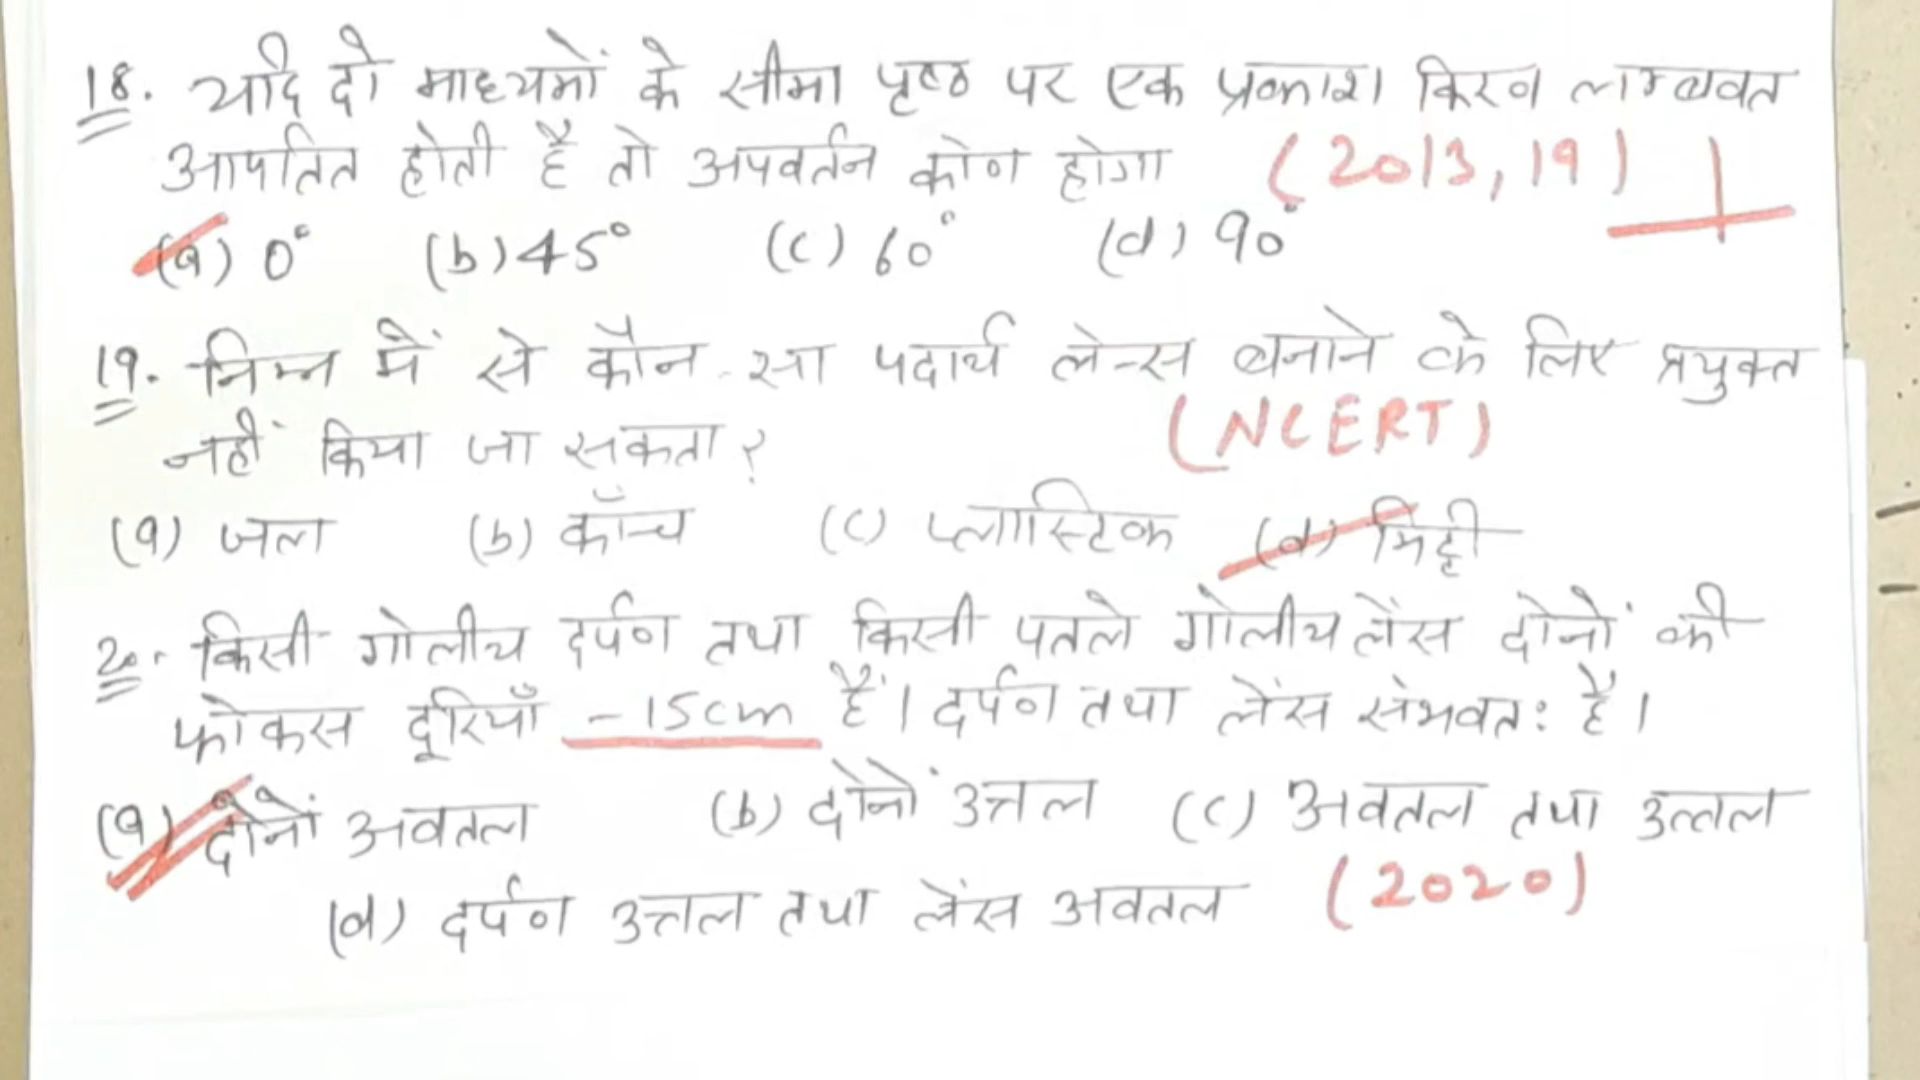 18. यदि दो माध्यमों के सीमा पृष्ठ पर एक प्रकाश किरण लम्बवत
आपतित होती है तो अपवर्तन कोण होगा (2013, 19)
(a) 0° (b) 45° (c) 60° (d) 90°
19. निम्न में से कौन-सा पदार्थ लेन्स बनाने के लिए प्रयुक्त
नहीं किया जा सकता? (NCERT)
(a) जल (b) काँच (c) प्लास्टिक (d) मिट्टी
20. किसी गोलीय दर्पण तथा किसी पतले गोलीय लेंस दोनों की
फोकस दूरियाँ -15cm हैं। दर्पण तथा लेंस संभवतः है।
(a) दोनों अवतल (b) दोनों उत्तल (c) अवतल तथा उत्तल
(d) दर्पण उत्तल तथा लेंस अवतल (2020)